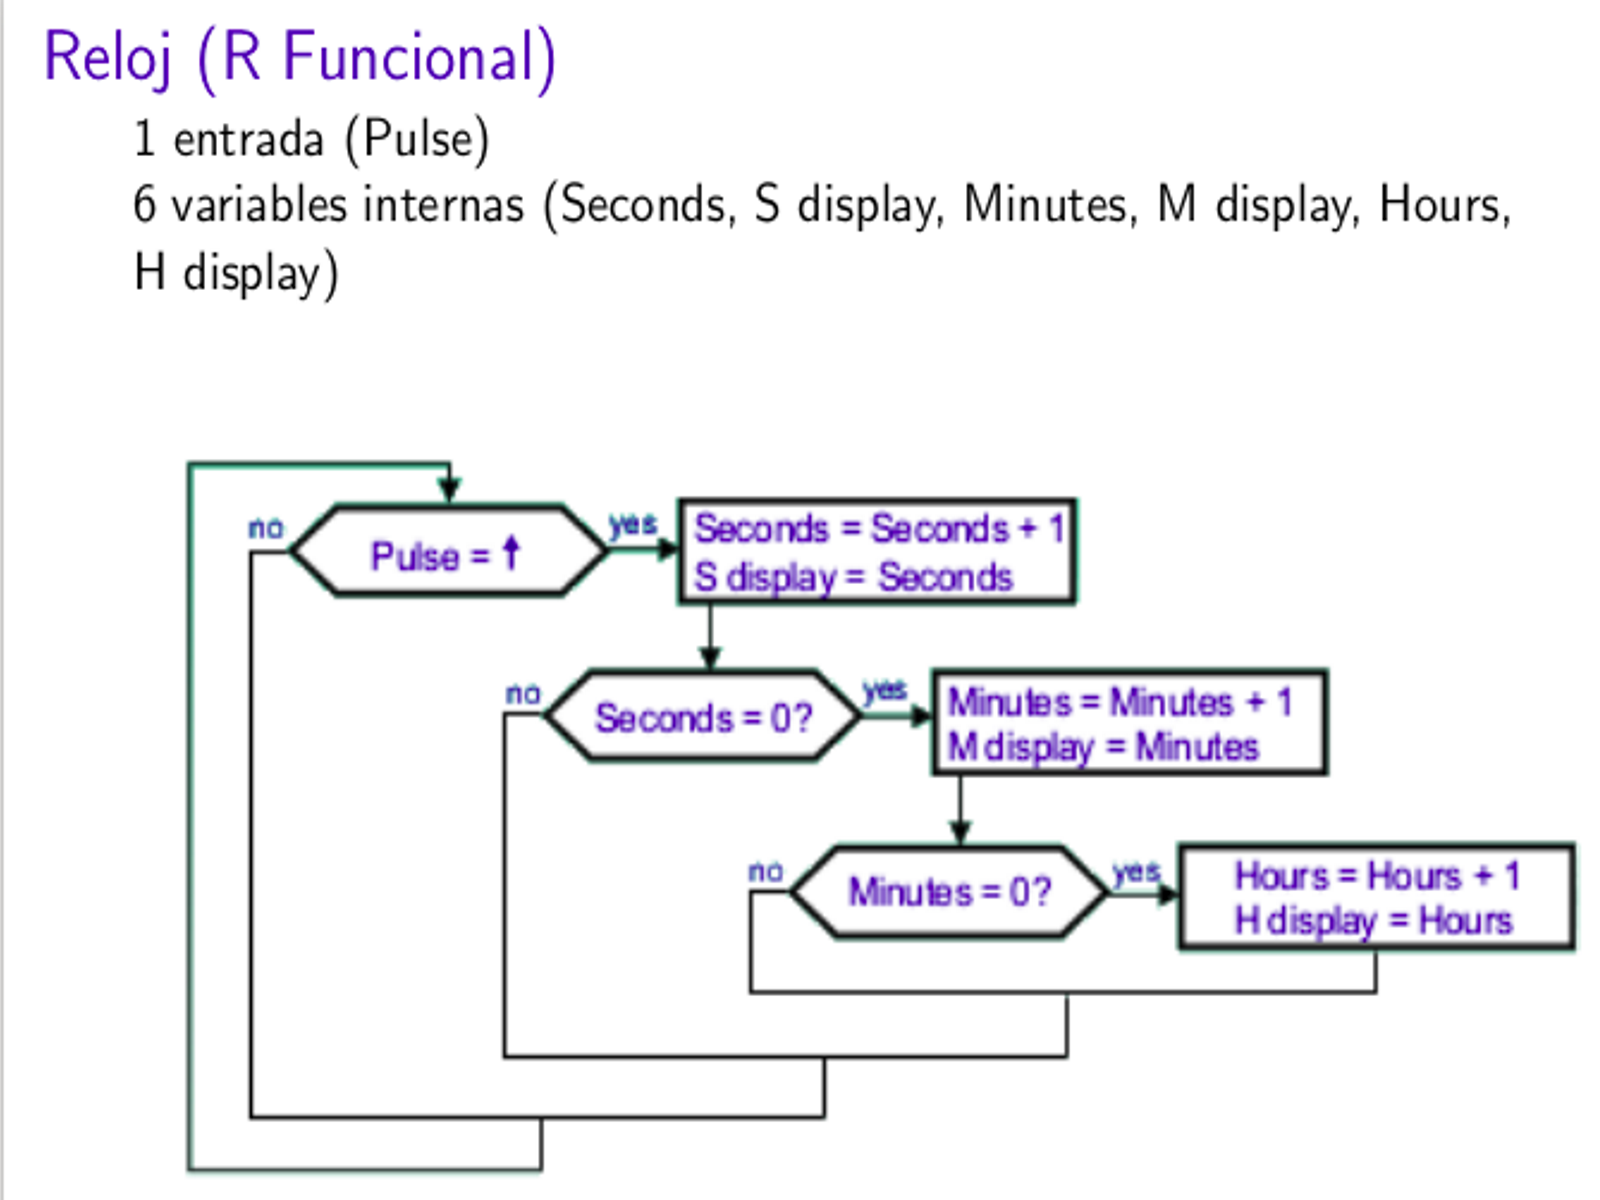 Reloj (R Funcional)
1 entrada (Pulse)
6 variables internas (Seconds, S display, Minutes, M display, Hours,
H display)
no
Pulse = ↑
yes
Seconds = Seconds + 1
S display = Seconds
no
Seconds = 0?
yes
Minutes = Minutes + 1
M display = Minutes
no
Minutes = 0?
yes
Hours = Hours + 1
H display = Hours